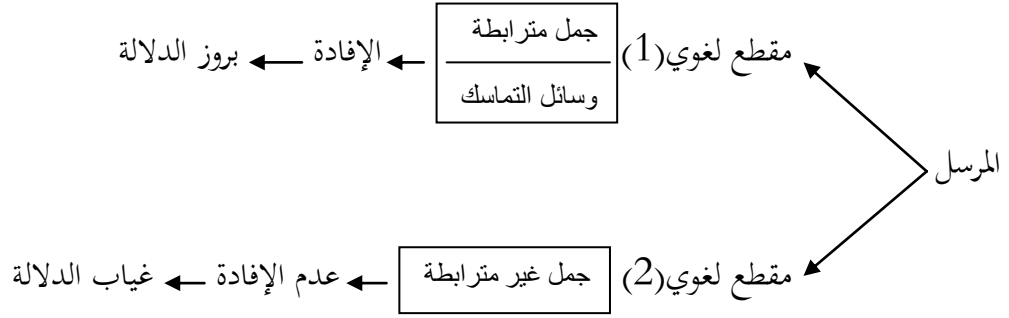 مقطع لغوي(1)
جمل مترابطة
وسائل التماسك
الإفادة
بروز الدلالة
المرسل
مقطع لغوي(2)
جمل غير مترابطة
عدم الإفادة
غياب الدلالة